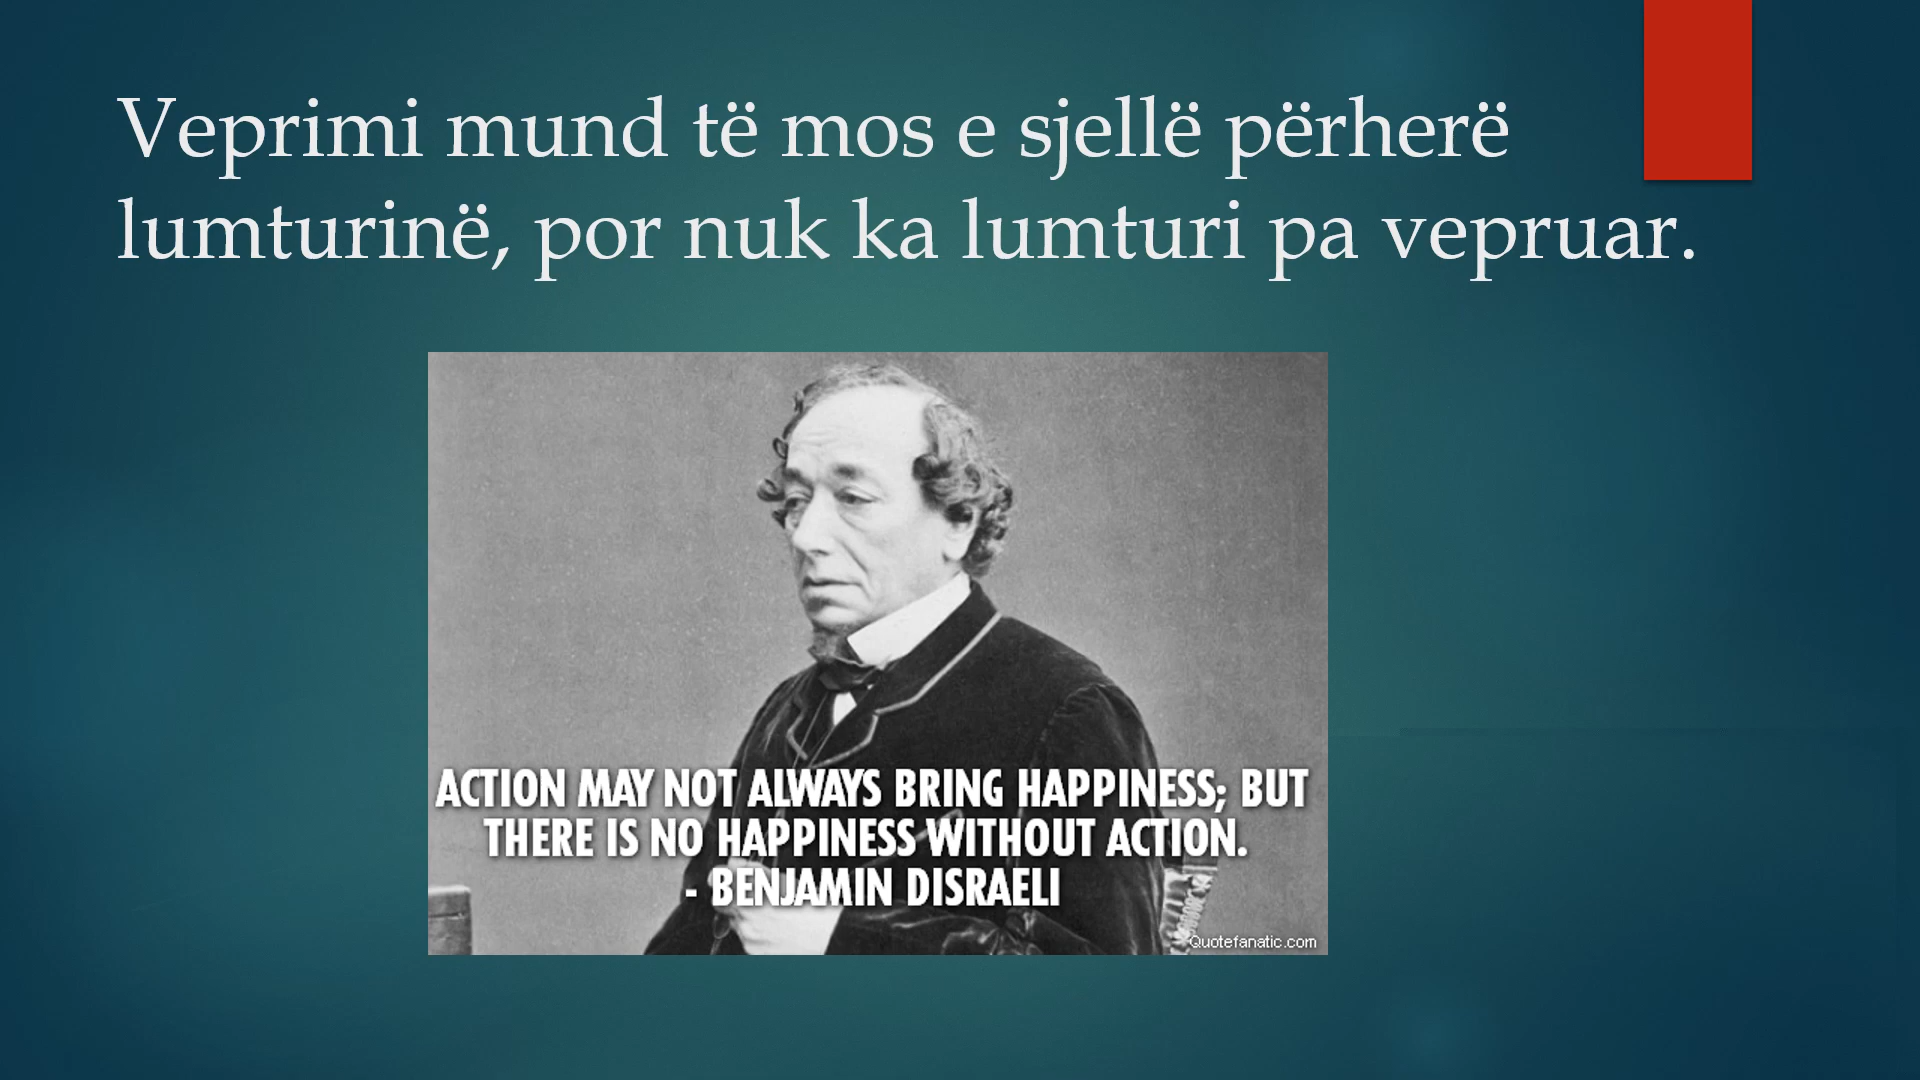 Veprimi mund të mos e sjellë përherë
lumturinë, por nuk ka lumturi pa vepruar.
ACTION MAY NOT ALWAYS BRING HAPPINESS; BUT
THERE IS NO HAPPINESS WITHOUT ACTION.
- BENJAMIN DISRAELI
Quotefanatic.com